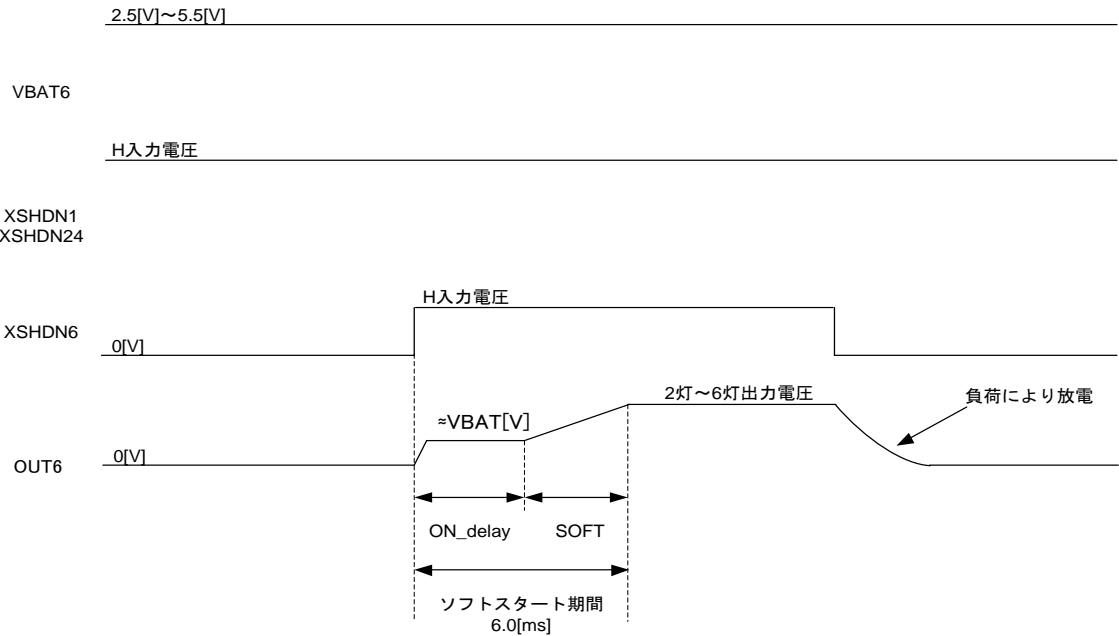 2.5[V]～5.5[V]
VBAT6
H入力電圧
XSHDN1
XSHDN24
H入力電圧
XSHDN6
0[V]
2灯～6灯出力電圧
負荷により放電
≈VBAT[V]
OUT6
0[V]
ON_delay
SOFT
ソフトスタート期間
6.0[ms]